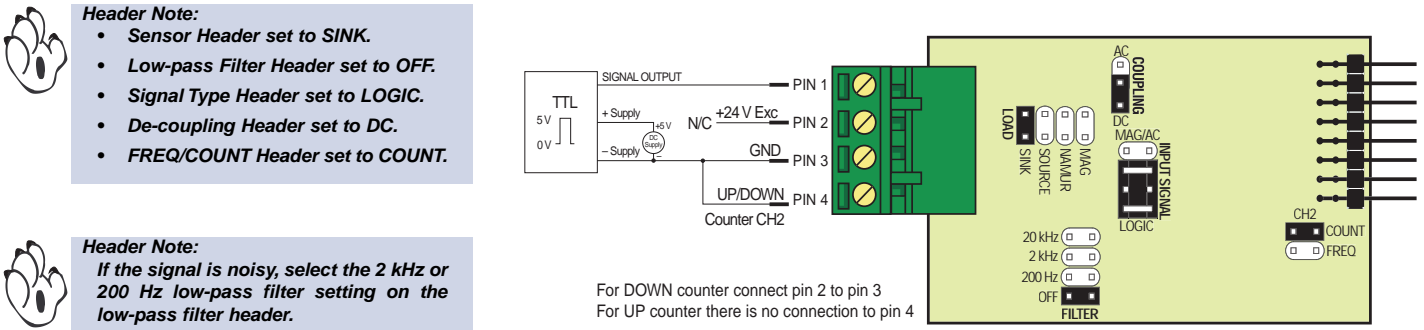 Header Note:
• Sensor Header set to SINK.
• Low-pass Filter Header set to OFF.
• Signal Type Header set to LOGIC.
• De-coupling Header set to DC.
• FREQ/COUNT Header set to COUNT.
Header Note:
If the signal is noisy, select the 2 kHz or
200 Hz low-pass filter setting on the
low-pass filter header.
TTL
5 V
0 V
SIGNAL OUTPUT
+ Supply
+5 V
DC
Supply
–
– Supply
N/C
+24 V Exc
GND
UP/DOWN
Counter CH2
PIN 1
PIN 2
PIN 3
PIN 4
For DOWN counter connect pin 2 to pin 3
For UP counter there is no connection to pin 4
LOAD
SINK
SOURCE
NAMUR
MAG
AC
COUPLING
DC
MAG/AC
INPUT SIGNAL
LOGIC
20 kHz
2 kHz
200 Hz
OFF
FILTER
CH2
COUNT
FREQ